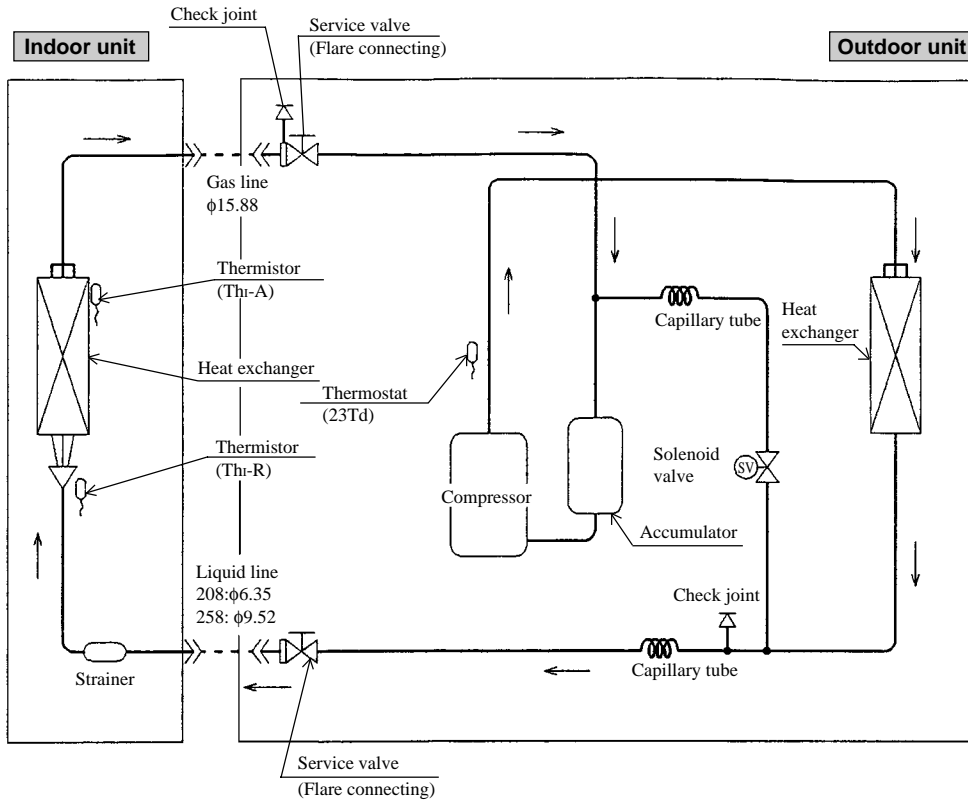 Check joint
Service valve
(Flare connecting)
Indoor unit
Outdoor unit
Gas line
ϕ15.88
Thermistor
(ThI-A)
Capillary tube
Heat
exchanger
Heat exchanger
Thermostat
(23Td)
Thermistor
(ThI-R)
Solenoid
valve
SV
Compressor
Accumulator
Liquid line
208:ϕ6.35
258: ϕ9.52
Check joint
Strainer
Capillary tube
Service valve
(Flare connecting)